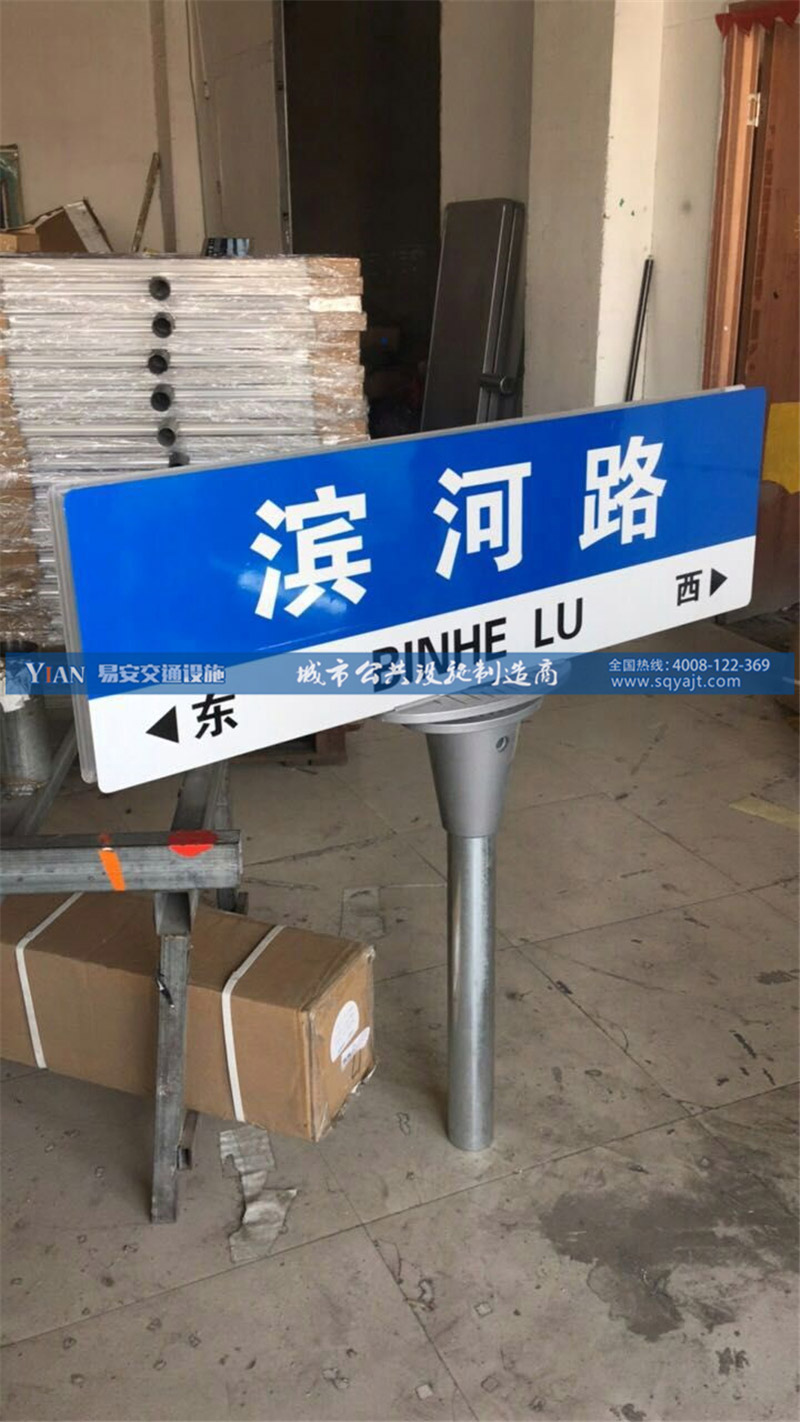 滨河路
BINHE LU
西
东
YIAN 易安交通设施
城市公共设施制造商
全国热线：4008-122-369
www.sqyajt.com